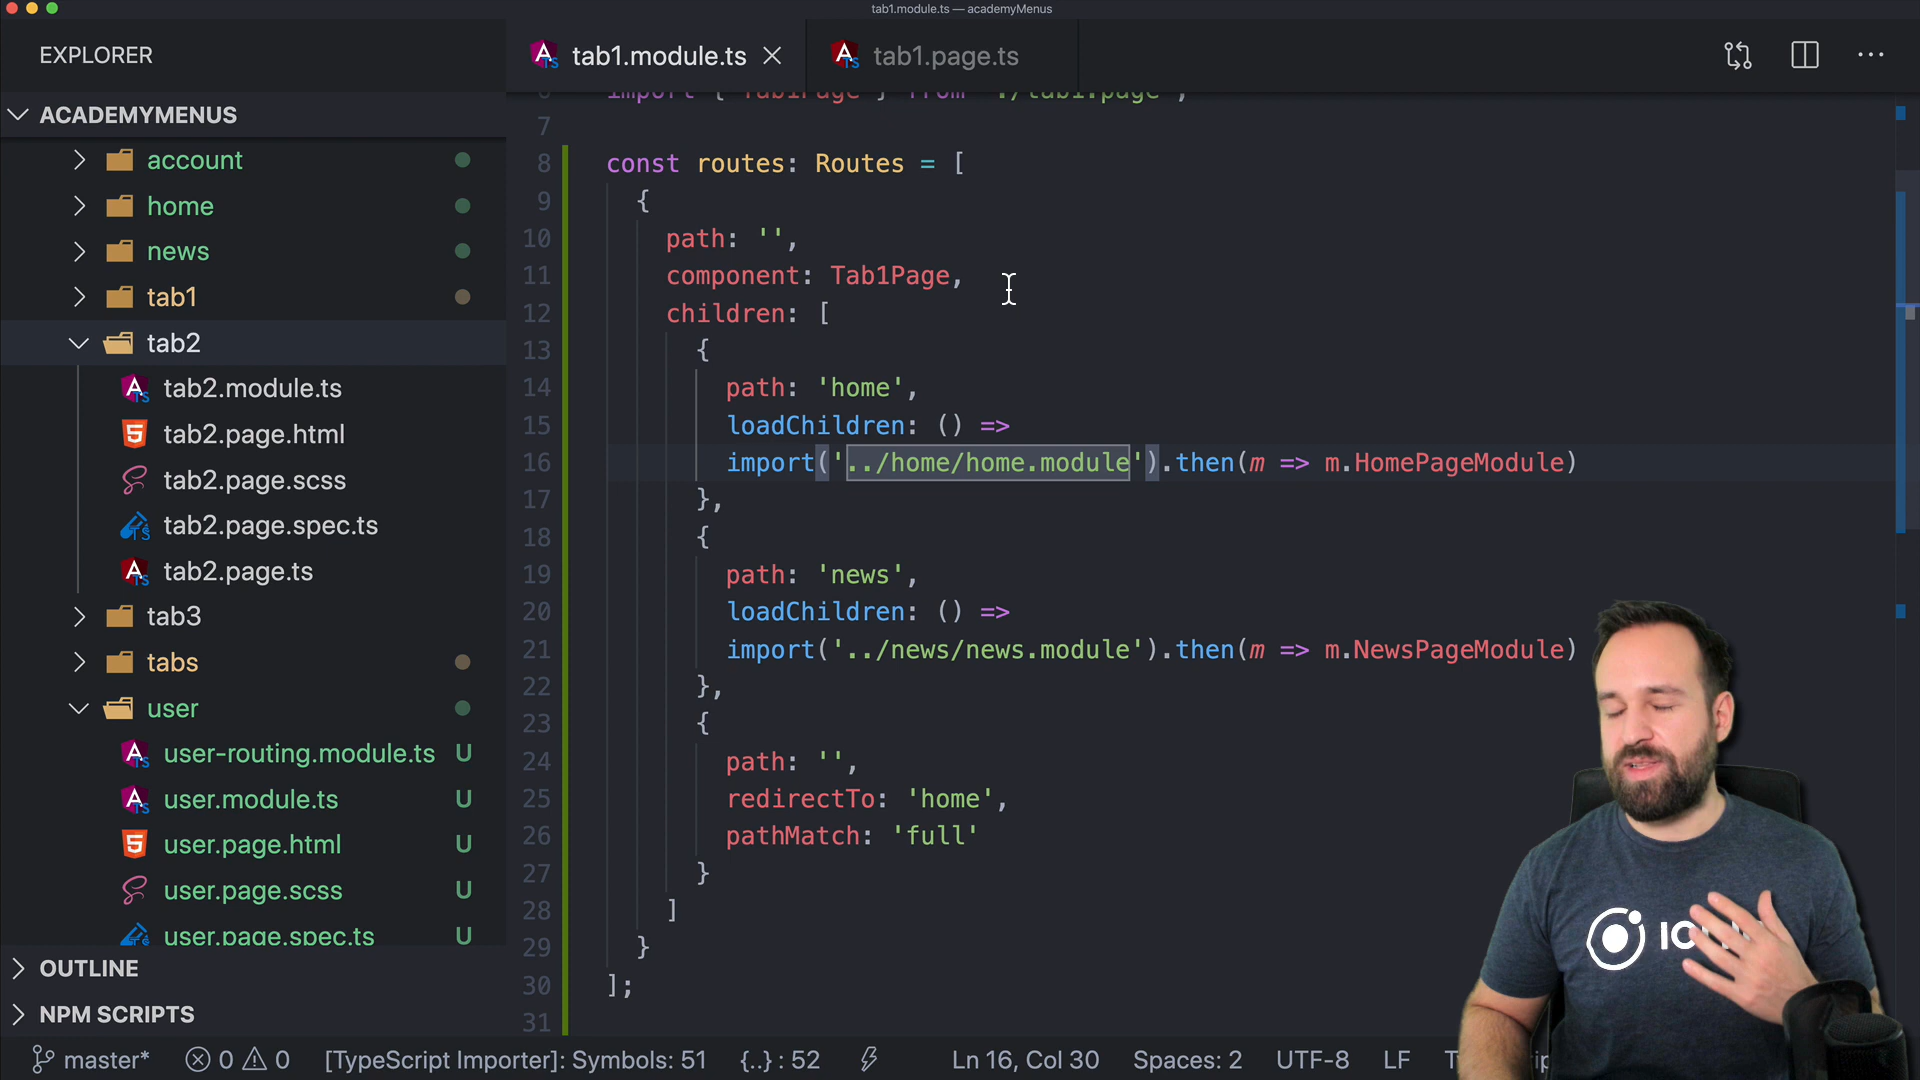 tab1.module.ts — academyMenus
EXPLORER
tab1.module.ts
tab1.page.ts
ACADEMYMENUS
account
home
news
tab1
tab2
tab2.module.ts
tab2.page.html
tab2.page.scss
tab2.page.spec.ts
tab2.page.ts
tab3
tabs
user
user-routing.module.ts U
user.module.ts U
user.page.html U
user.page.scss U
user.page.spec.ts U
OUTLINE
NPM SCRIPTS
import { Tab1Page } from './tab1.page';
7
8 const routes: Routes = [
9 {
10 path: '',
11 component: Tab1Page,
12 children: [
13 {
14 path: 'home',
15 loadChildren: () =>
16 import('../home/home.module').then(m => m.HomePageModule)
17 },
18 {
19 path: 'news',
20 loadChildren: () =>
21 import('../news/news.module').then(m => m.NewsPageModule)
22 },
23 {
24 path: '',
25 redirectTo: 'home',
26 pathMatch: 'full'
27 }
28 ]
29 }
30 ];
31
master* 0 0 [TypeScript Importer]: Symbols: 51 {..} : 52 Ln 16, Col 30 Spaces: 2 UTF-8 LF